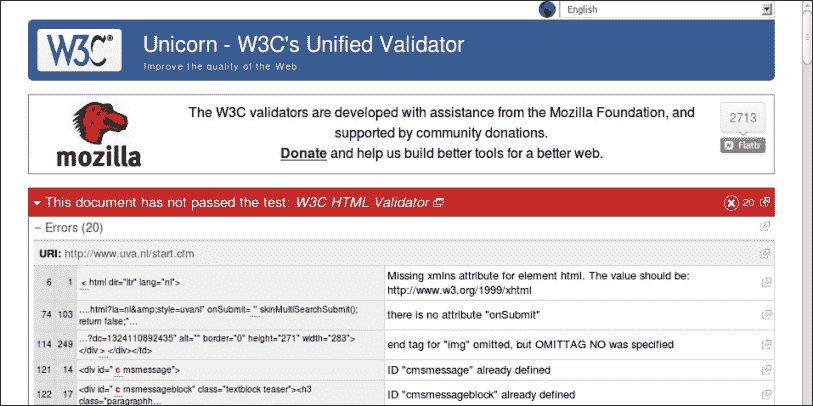 English
W3C® Unicorn - W3C's Unified Validator
Improve the quality of the Web
mozilla
The W3C validators are developed with assistance from the Mozilla Foundation, and
supported by community donations.
Donate and help us build better tools for a better web.
2713
Flattr
This document has not passed the test: W3C HTML Validator
20
− Errors (20)
URI: http://www.uva.nl/start.cfm
6 1 < html dir="ltr" lang="nl"> Missing xmlns attribute for element html. The value should be:
http://www.w3.org/1999/xhtml
74 103 ….html?la=nl&amp;style=uvanl" onSubmit= " skinMultiSearchSubmit();
return false;"… there is no attribute "onSubmit"
114 249 …?dc=1324110892435" alt="" border="0" height="271" width="283">
</div > </div></td> end tag for "img" omitted, but OMITTAG NO was specified
121 14 <div id=" c msmessage"> ID "cmsmessage" already defined
122 17 <div id=" c msmessageblock" class="textblock teaser"><h3
class="paragraphh… ID "cmsmessageblock" already defined